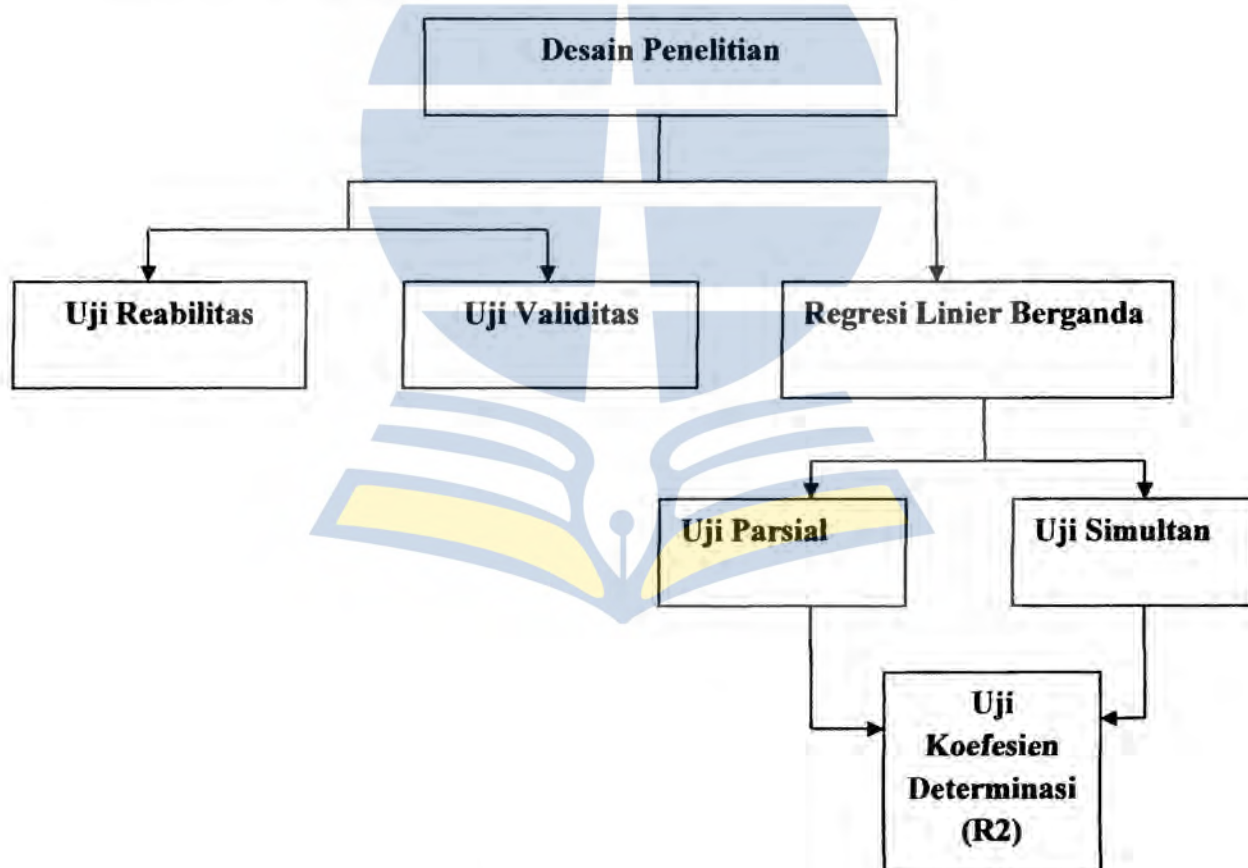 Desain Penelitian
Uji Reabilitas
Uji Validitas
Regresi Linier Berganda
Uji Parsial
Uji Simultan
Uji
Koefesien
Determinasi
(R2)